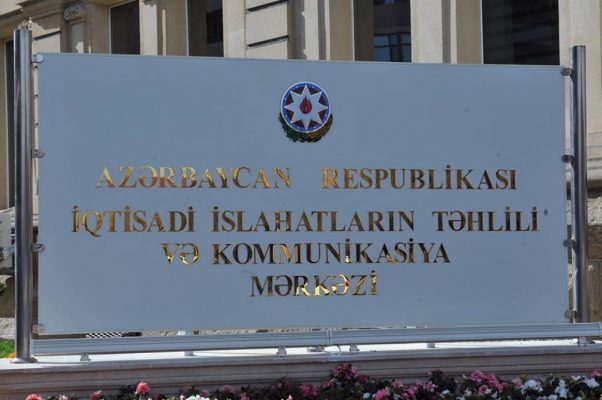 AZƏRBAYCAN RESPUBLİKASI
İQTİSADİ İSLAHATLARIN TƏHLİLİ
VƏ KOMMUNİKASİYA
MƏRKƏZİ